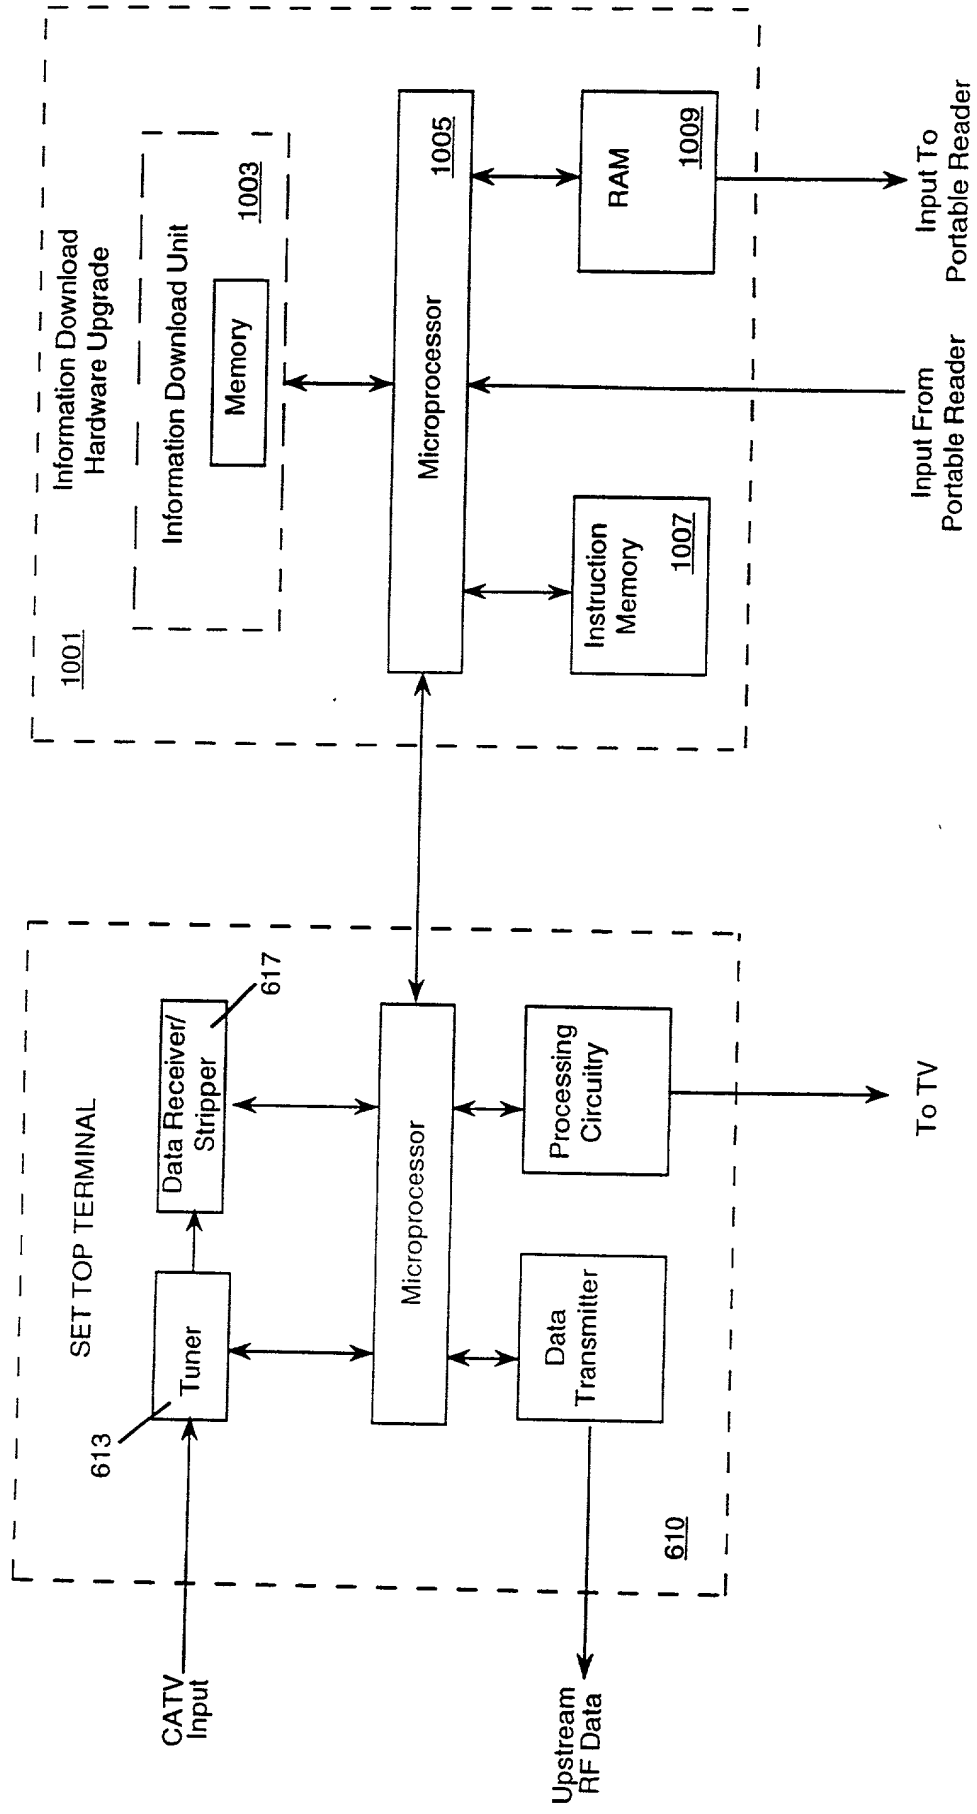 SET TOP TERMINAL
613
Tuner
Data Receiver/
Stripper
617
CATV
Input
Microprocessor
Data
Transmitter
Processing
Circuitry
610
Upstream
RF Data
To TV
1001
Information Download
Hardware Upgrade
Information Download Unit
Memory
1003
Microprocessor
1005
Instruction
Memory
1007
RAM
1009
Input From
Portable Reader
Input To
Portable Reader